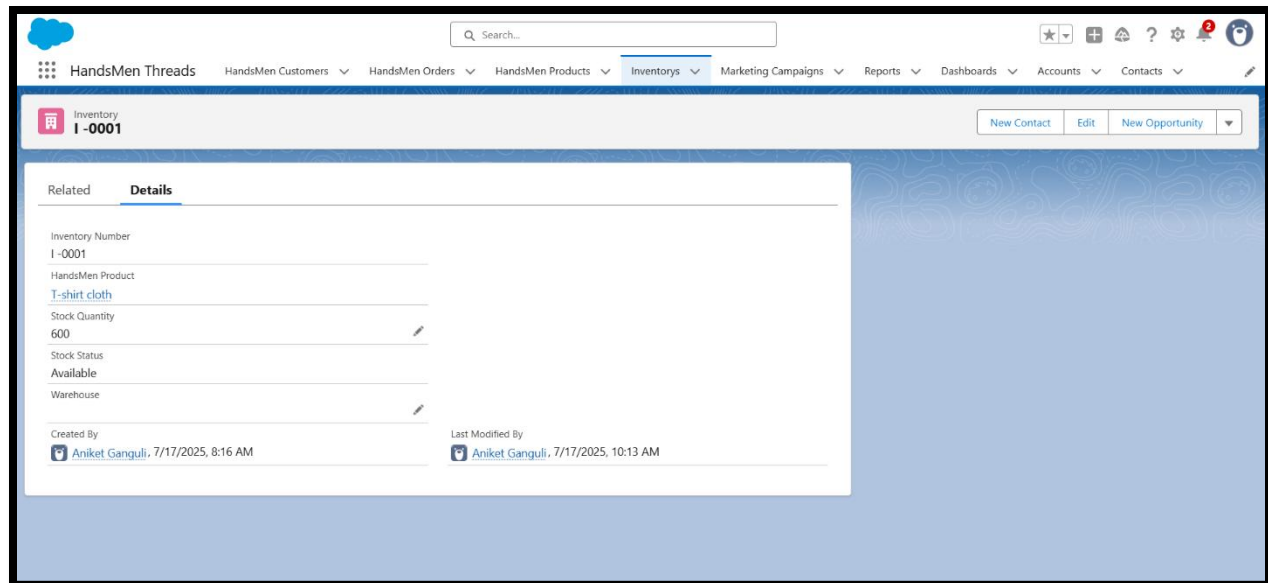 Search...
2
HandsMen Threads HandsMen Customers HandsMen Orders HandsMen Products Inventorys Marketing Campaigns Reports Dashboards Accounts Contacts
Inventory
I -0001
New Contact Edit New Opportunity
Related Details
Inventory Number
I -0001
HandsMen Product
T-shirt cloth
Stock Quantity
600
Stock Status
Available
Warehouse
Created By Last Modified By
Aniket Ganguli, 7/17/2025, 8:16 AM Aniket Ganguli, 7/17/2025, 10:13 AM